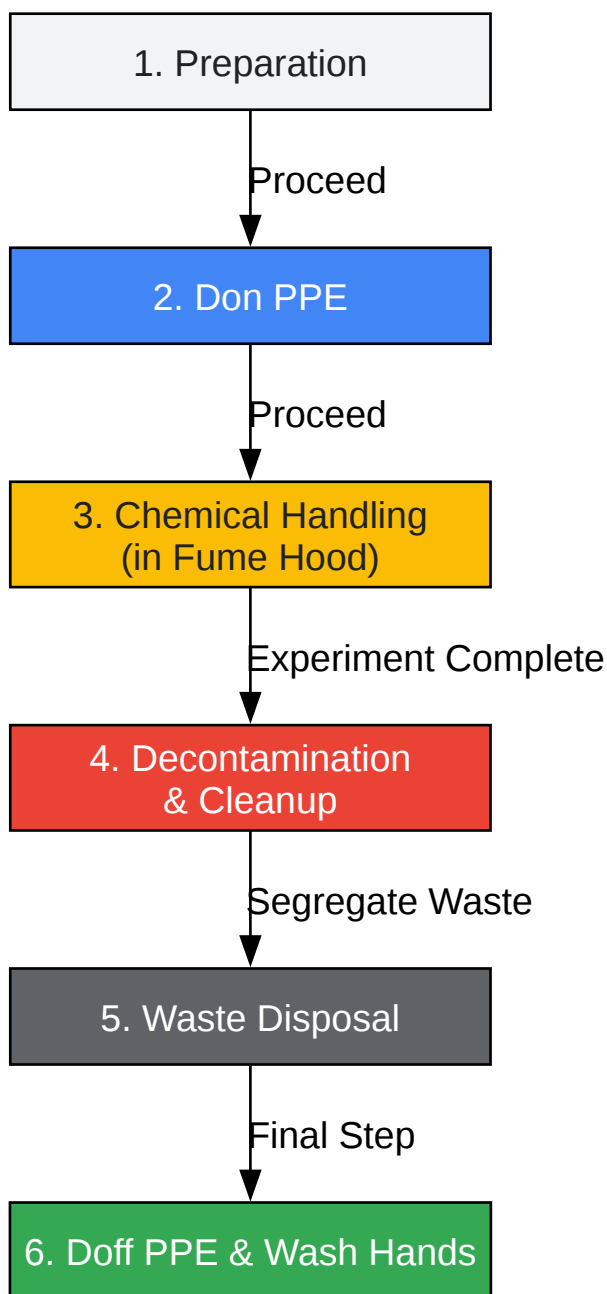 1. Preparation
Proceed
2. Don PPE
Proceed
3. Chemical Handling
(in Fume Hood)
Experiment Complete
4. Decontamination
& Cleanup
Segregate Waste
5. Waste Disposal
Final Step
6. Doff PPE & Wash Hands